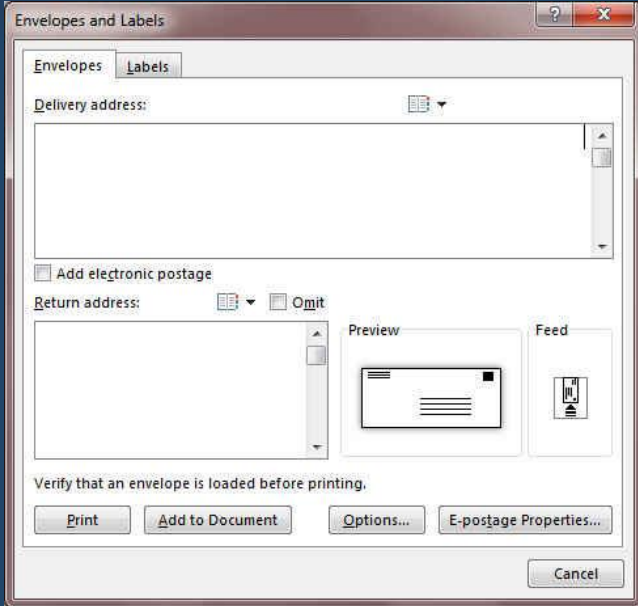 Envelopes and Labels
Envelopes Labels
Delivery address:
Add electronic postage
Return address: Omit
Preview Feed
Verify that an envelope is loaded before printing.
Print Add to Document Options... E-postage Properties...
Cancel